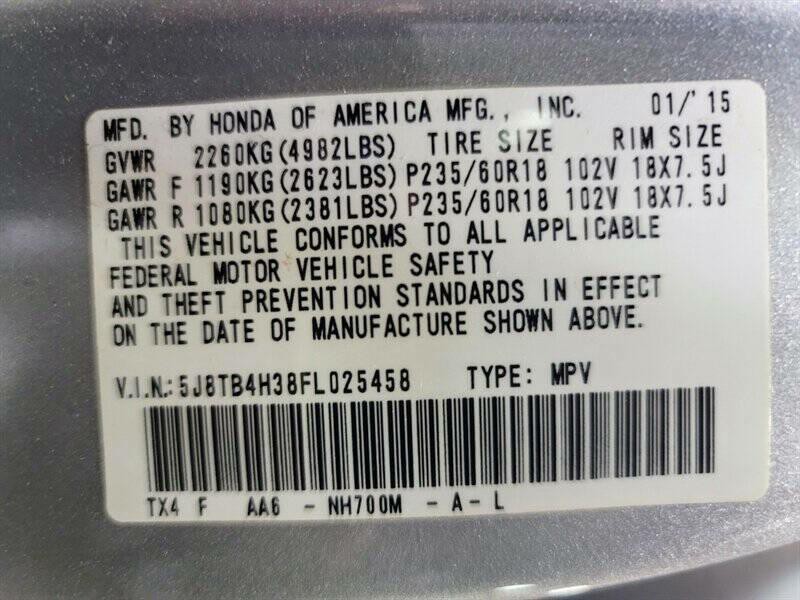 MFD. BY HONDA OF AMERICA MFG., INC. 01/'15
GVWR 2260KG(4982LBS) TIRE SIZE RIM SIZE
GAWR F 1190KG(2623LBS) P235/60R18 102V 18X7.5J
GAWR R 1080KG(2381LBS) P235/60R18 102V 18X7.5J
THIS VEHICLE CONFORMS TO ALL APPLICABLE
FEDERAL MOTOR VEHICLE SAFETY
AND THEFT PREVENTION STANDARDS IN EFFECT
ON THE DATE OF MANUFACTURE SHOWN ABOVE.
V.I.N.: 5J8TB4H38FL025458 TYPE: MPV
TX4 F AA6 - NH700M - A - L